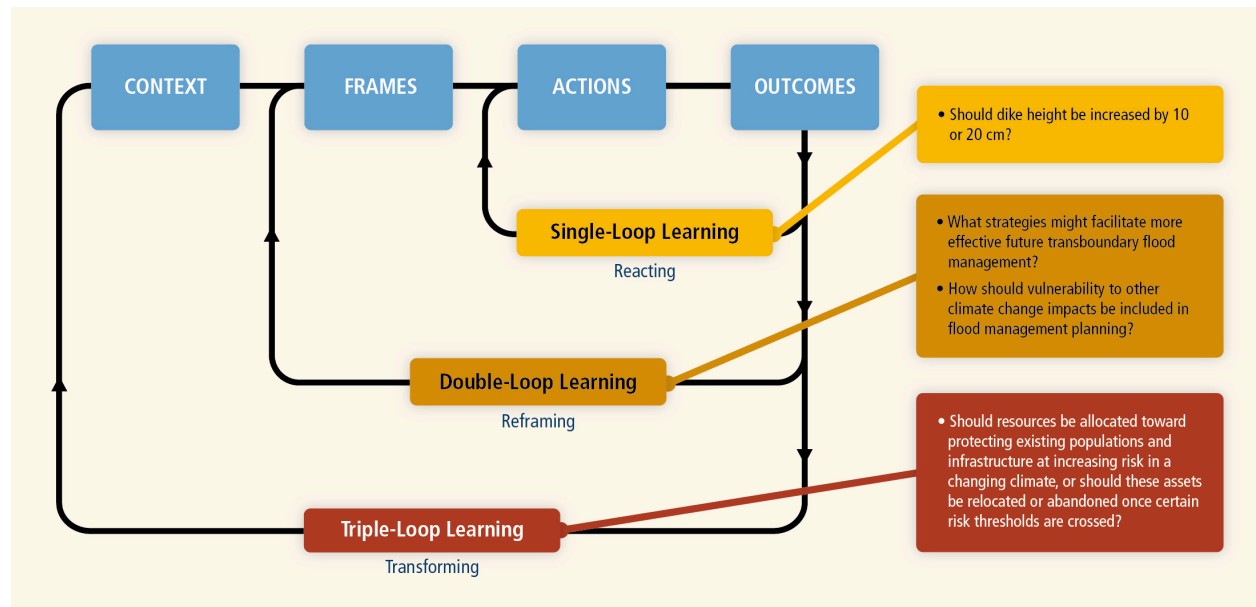 CONTEXT
FRAMES
ACTIONS
OUTCOMES
• Should dike height be increased by 10
or 20 cm?
Single-Loop Learning
Reacting
• What strategies might facilitate more
effective future transboundary flood
management?
• How should vulnerability to other
climate change impacts be included in
flood management planning?
Double-Loop Learning
Reframing
• Should resources be allocated toward
protecting existing populations and
infrastructure at increasing risk in a
changing climate, or should these assets
be relocated or abandoned once certain
risk thresholds are crossed?
Triple-Loop Learning
Transforming